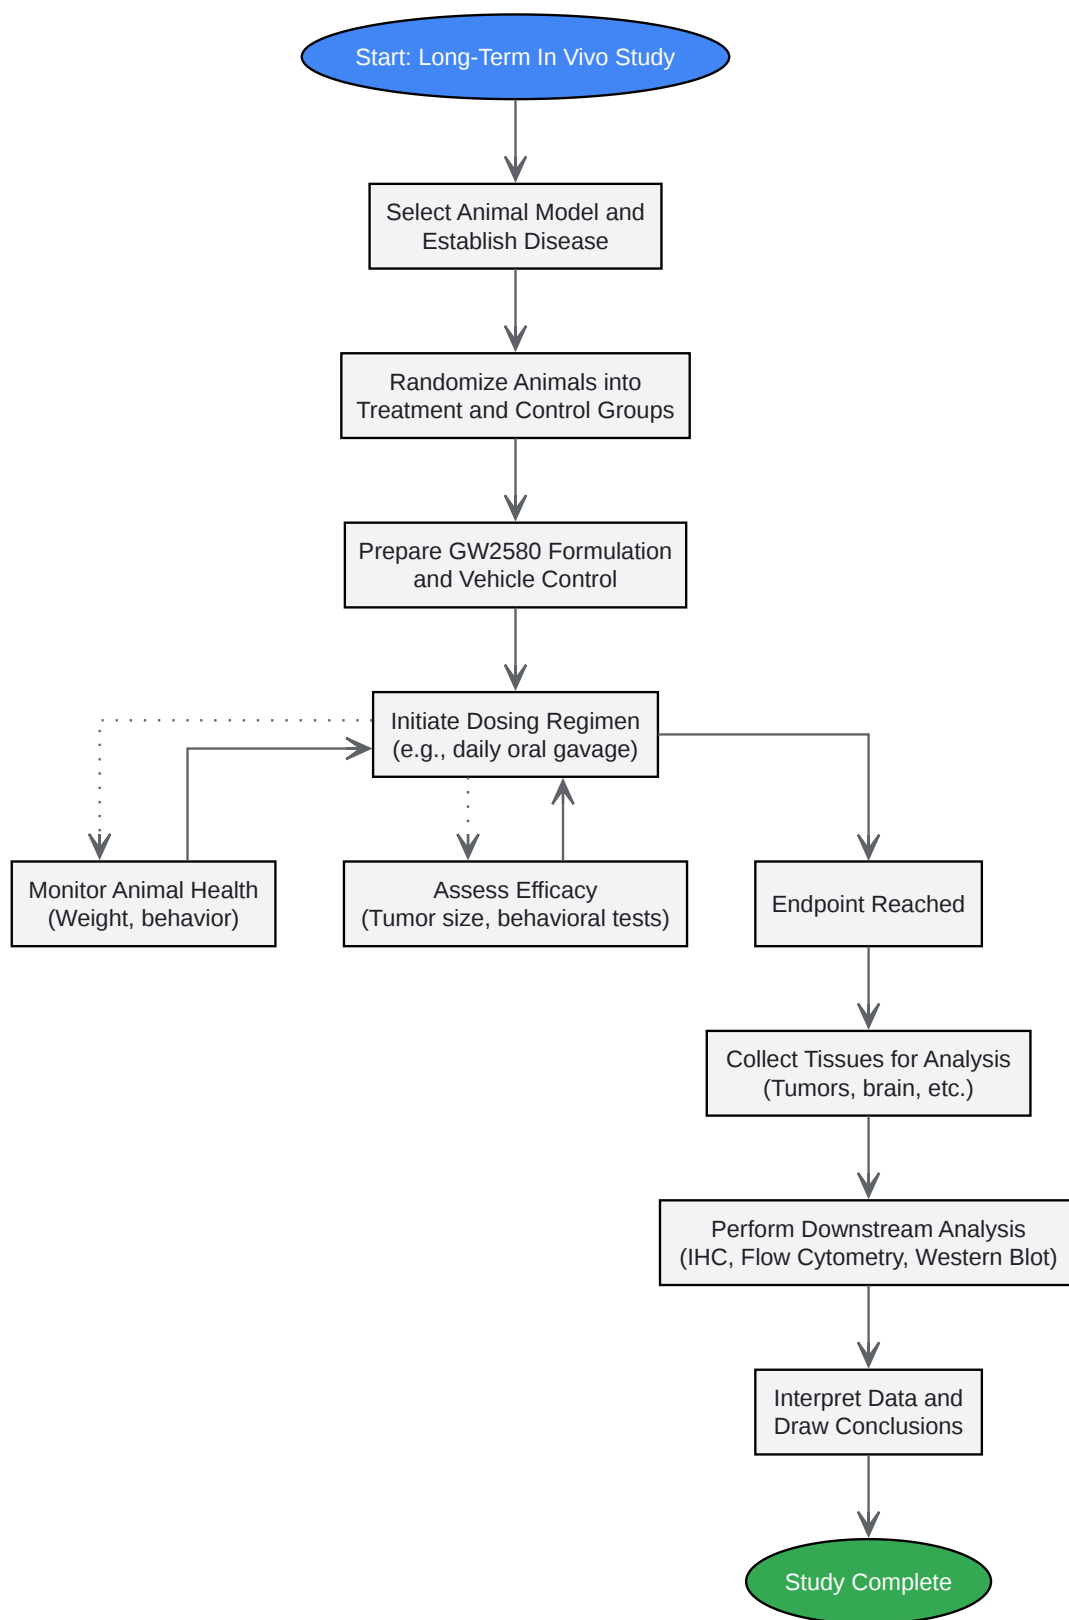 Start: Long-Term In Vivo Study
Select Animal Model and
Establish Disease
Randomize Animals into
Treatment and Control Groups
Prepare GW2580 Formulation
and Vehicle Control
Initiate Dosing Regimen
(e.g., daily oral gavage)
Monitor Animal Health
(Weight, behavior)
Assess Efficacy
(Tumor size, behavioral tests)
Endpoint Reached
Collect Tissues for Analysis
(Tumors, brain, etc.)
Perform Downstream Analysis
(IHC, Flow Cytometry, Western Blot)
Interpret Data and
Draw Conclusions
Study Complete